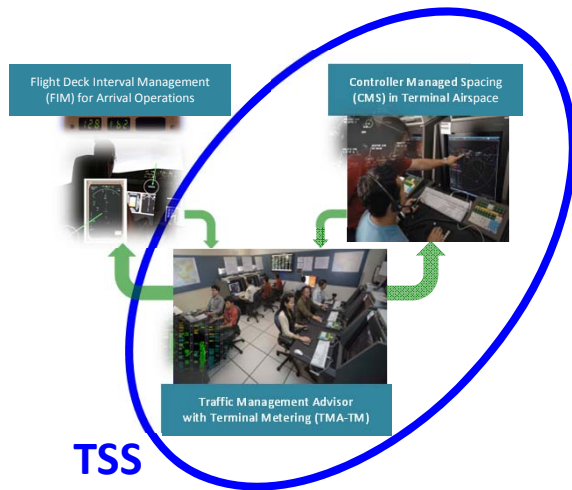 Flight Deck Interval Management
(FIM) for Arrival Operations
Controller Managed Spacing
(CMS) in Terminal Airspace
Traffic Management Advisor
with Terminal Metering (TMA-TM)
TSS